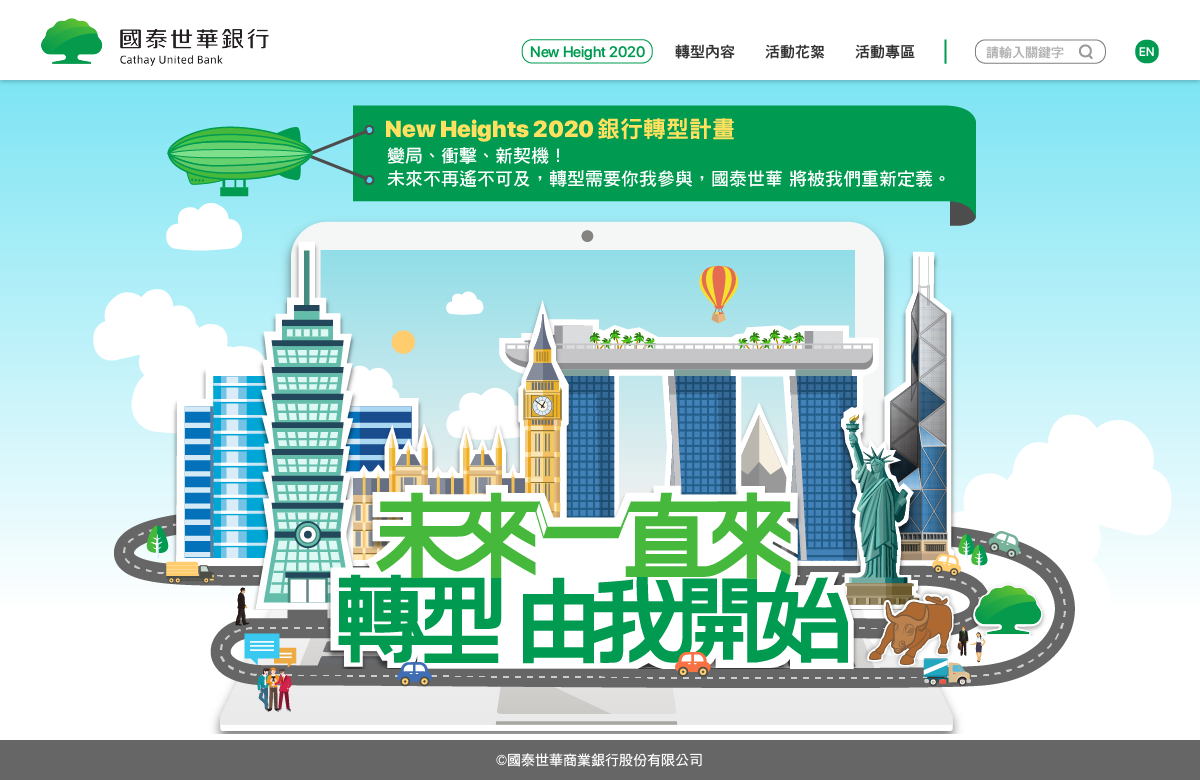 國泰世華銀行
Cathay United Bank
New Height 2020
轉型內容
活動花絮
活動專區
請輸入關鍵字
EN
New Heights 2020 銀行轉型計畫
變局、衝擊、新契機！
未來不再遙不可及，轉型需要你我參與，國泰世華 將被我們重新定義。
未來一直來
轉型 由我開始
©國泰世華商業銀行股份有限公司